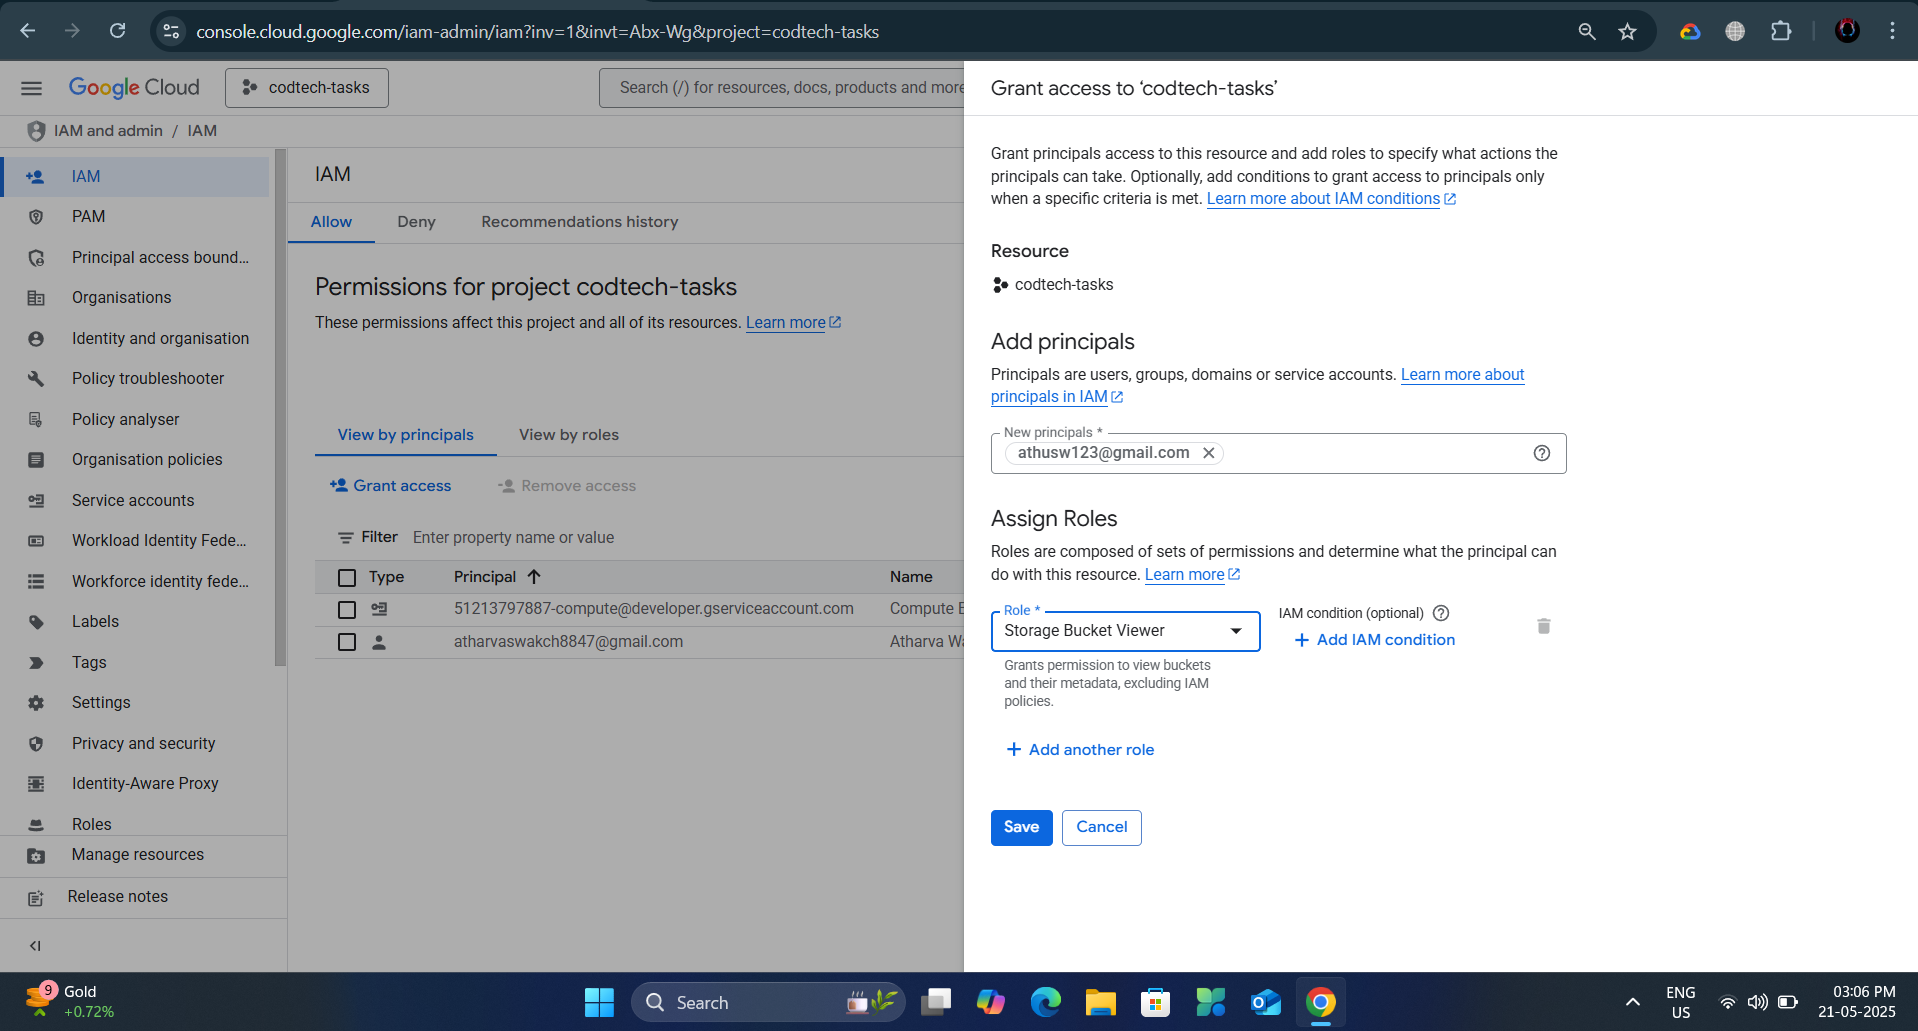 console.cloud.google.com/iam-admin/iam?inv=1&invt=Abx-Wg&project=codtech-tasks
Google Cloud
codtech-tasks
Search (/) for resources, docs, products and more
IAM and admin / IAM
IAM
PAM
Principal access bound...
Organisations
Identity and organisation
Policy troubleshooter
Policy analyser
Organisation policies
Service accounts
Workload Identity Fede...
Workforce identity fede...
Labels
Tags
Settings
Privacy and security
Identity-Aware Proxy
Roles
Manage resources
Release notes
IAM
Allow
Deny
Recommendations history
Permissions for project codtech-tasks
These permissions affect this project and all of its resources. Learn more
View by principals
View by roles
Grant access
Remove access
Filter Enter property name or value
Type Principal Name
51213797887-compute@developer.gserviceaccount.com Compute E
atharvaswakch8847@gmail.com Atharva Wa
Grant access to ‘codtech-tasks’
Grant principals access to this resource and add roles to specify what actions the
principals can take. Optionally, add conditions to grant access to principals only
when a specific criteria is met. Learn more about IAM conditions
Resource
codtech-tasks
Add principals
Principals are users, groups, domains or service accounts. Learn more about
principals in IAM
New principals *
athusw123@gmail.com
Assign Roles
Roles are composed of sets of permissions and determine what the principal can
do with this resource. Learn more
Role *
Storage Bucket Viewer
Grants permission to view buckets
and their metadata, excluding IAM
policies.
IAM condition (optional)
Add IAM condition
Add another role
Save
Cancel
9
Gold
+0.72%
Search
ENG
US
03:06 PM
21-05-2025